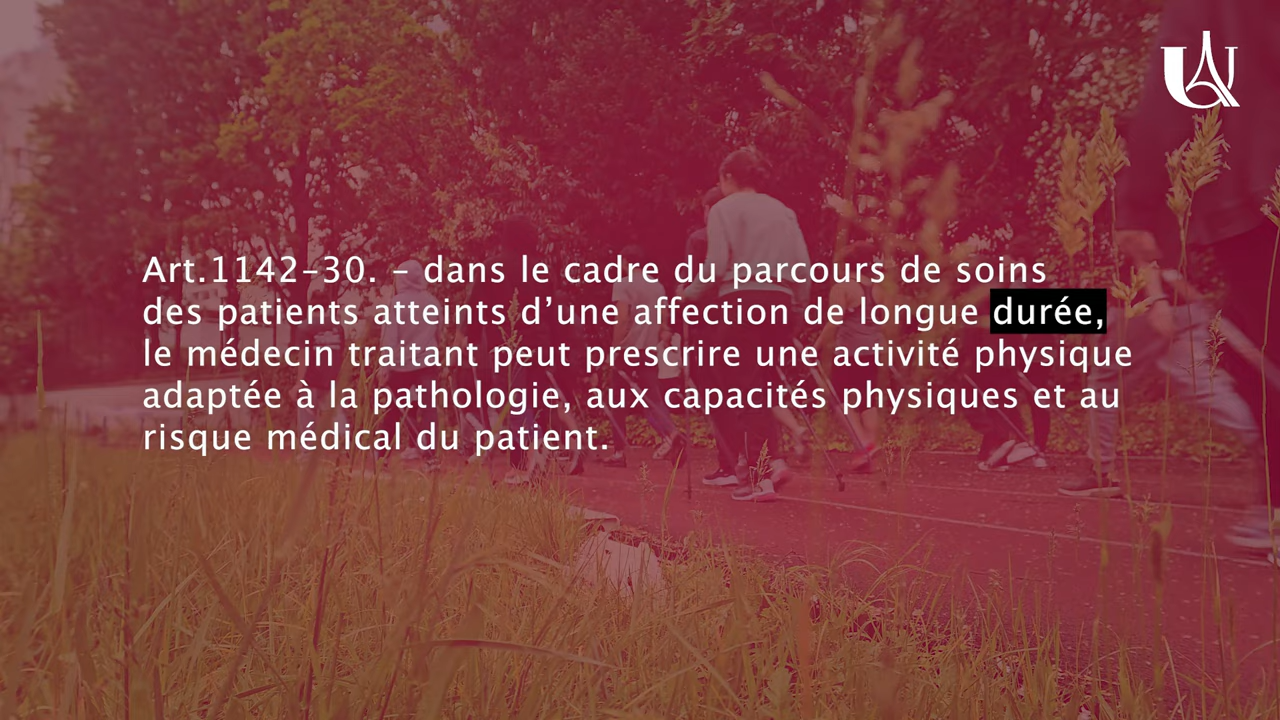 Art.1142-30. - dans le cadre du parcours de soins
des patients atteints d’une affection de longue durée,
le médecin traitant peut prescrire une activité physique
adaptée à la pathologie, aux capacités physiques et au
risque médical du patient.